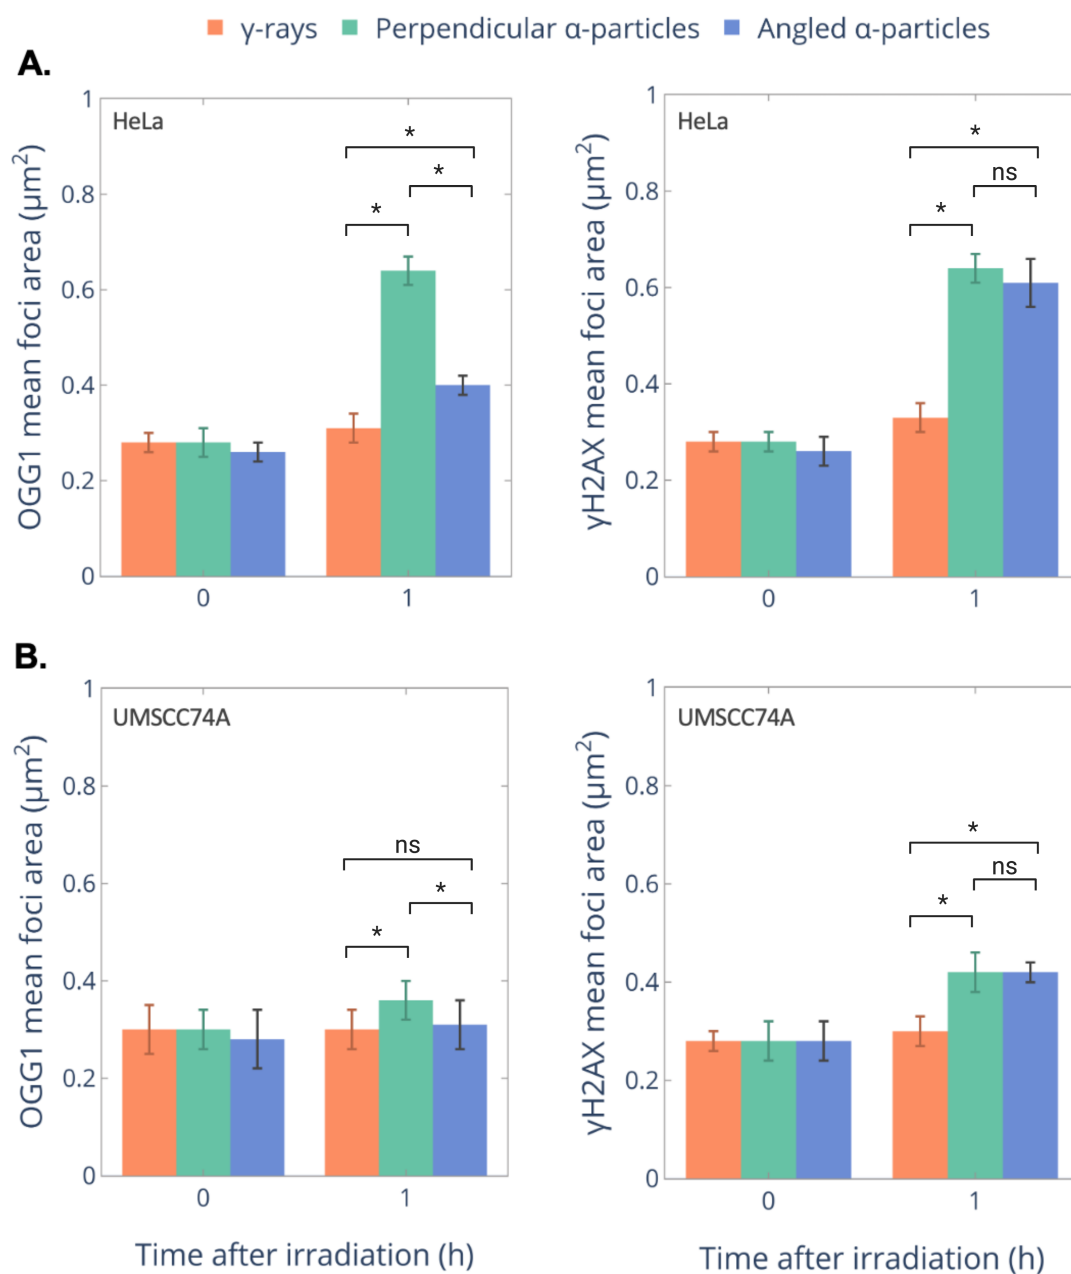 γ-rays Perpendicular α-particles Angled α-particles
A.
HeLa
OGG1 mean foci area (μm²)
1
0.8
0.6
0.4
0.2
0
*
*
*
0 1
HeLa
γH2AX mean foci area (μm²)
1
0.8
0.6
0.4
0.2
0
*
ns
*
0 1
B.
UMSCC74A
OGG1 mean foci area (μm²)
1
0.8
0.6
0.4
0.2
0
ns
*
*
0 1
Time after irradiation (h)
UMSCC74A
γH2AX mean foci area (μm²)
1
0.8
0.6
0.4
0.2
0
*
ns
*
0 1
Time after irradiation (h)